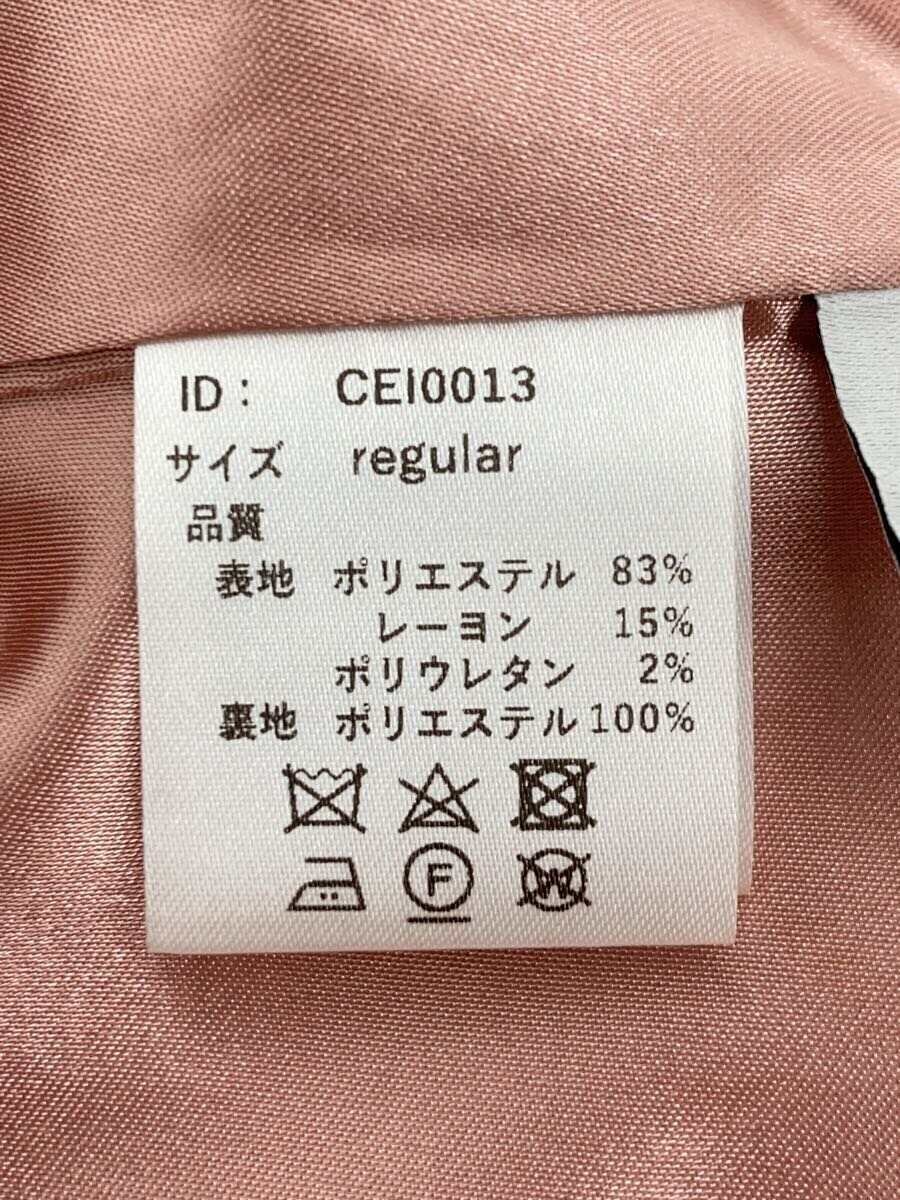 ID： CEI0013
サイズ regular
品質
表地 ポリエステル 83%
レーヨン 15%
ポリウレタン 2%
裏地 ポリエステル 100%
F W